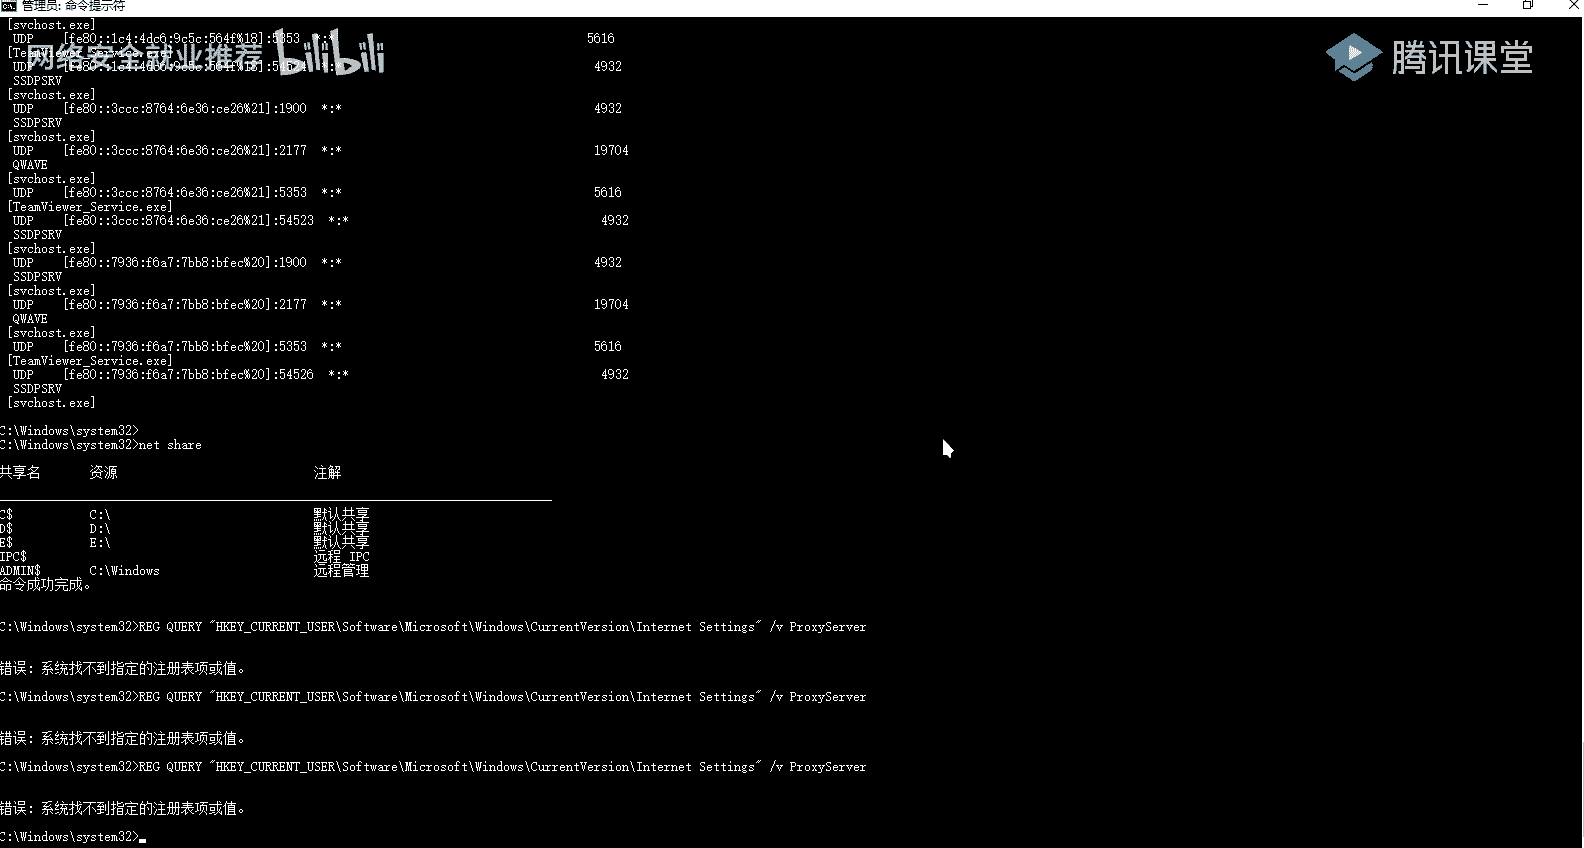 管理员: 命令提示符
[svchost.exe]
UDP [fe80::1c4:4dc6:9c5c:564f%18]:5353 *:* 5616
网络安全就业推荐 bilibili
腾讯课堂
[TeamViewer_Service.exe]
UDP [fe80::1c4:4dc6:9c5c:564f%18]:54524 *:* 4932
SSDPSRV
[svchost.exe]
UDP [fe80::3ccc:8764:6e36:ce26%21]:1900 *:* 4932
SSDPSRV
[svchost.exe]
UDP [fe80::3ccc:8764:6e36:ce26%21]:2177 *:* 19704
QWAVE
[svchost.exe]
UDP [fe80::3ccc:8764:6e36:ce26%21]:5353 *:* 5616
[TeamViewer_Service.exe]
UDP [fe80::3ccc:8764:6e36:ce26%21]:54523 *:* 4932
SSDPSRV
[svchost.exe]
UDP [fe80::7936:f6a7:7bb8:bfec%20]:1900 *:* 4932
SSDPSRV
[svchost.exe]
UDP [fe80::7936:f6a7:7bb8:bfec%20]:2177 *:* 19704
QWAVE
[svchost.exe]
UDP [fe80::7936:f6a7:7bb8:bfec%20]:5353 *:* 5616
[TeamViewer_Service.exe]
UDP [fe80::7936:f6a7:7bb8:bfec%20]:54526 *:* 4932
SSDPSRV
[svchost.exe]
C:\Windows\system32>
C:\Windows\system32>net share
共享名 资源 注解
C$ C:\ 默认共享
D$ D:\ 默认共享
E$ E:\ 默认共享
IPC$ 远程 IPC
ADMIN$ C:\Windows 远程管理
命令成功完成。
C:\Windows\system32>REG QUERY "HKEY_CURRENT_USER\Software\Microsoft\Windows\CurrentVersion\Internet Settings" /v ProxyServer
错误: 系统找不到指定的注册表项或值。
C:\Windows\system32>REG QUERY "HKEY_CURRENT_USER\Software\Microsoft\Windows\CurrentVersion\Internet Settings" /v ProxyServer
错误: 系统找不到指定的注册表项或值。
C:\Windows\system32>REG QUERY "HKEY_CURRENT_USER\Software\Microsoft\Windows\CurrentVersion\Internet Settings" /v ProxyServer
错误: 系统找不到指定的注册表项或值。
C:\Windows\system32>